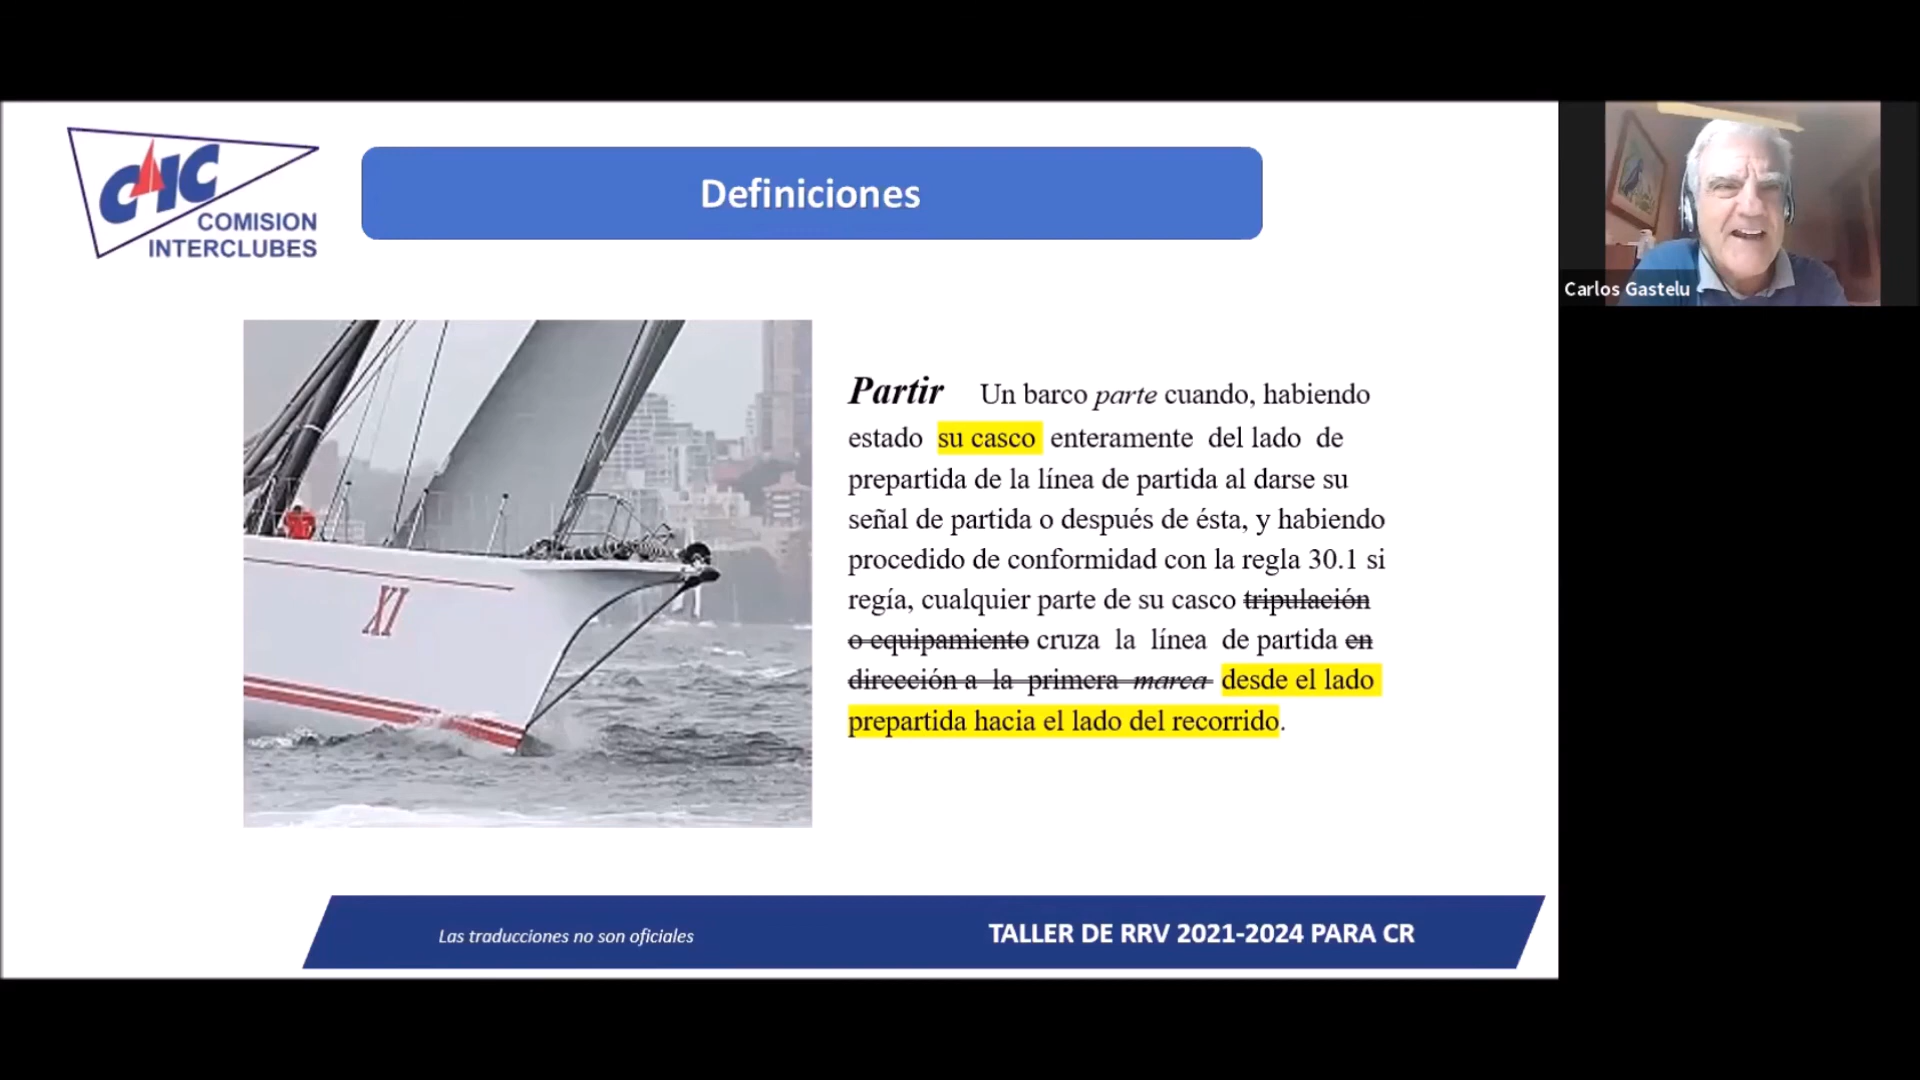 CIC
COMISION
INTERCLUBES
Definiciones
Carlos Gastelu
XI
Partir Un barco parte cuando, habiendo
estado su casco enteramente del lado de
prepartida de la línea de partida al darse su
señal de partida o después de ésta, y habiendo
procedido de conformidad con la regla 30.1 si
regía, cualquier parte de su casco tripulación
o equipamiento cruza la línea de partida en
dirección a la primera marca desde el lado
prepartida hacia el lado del recorrido.
Las traducciones no son oficiales
TALLER DE RRV 2021-2024 PARA CR